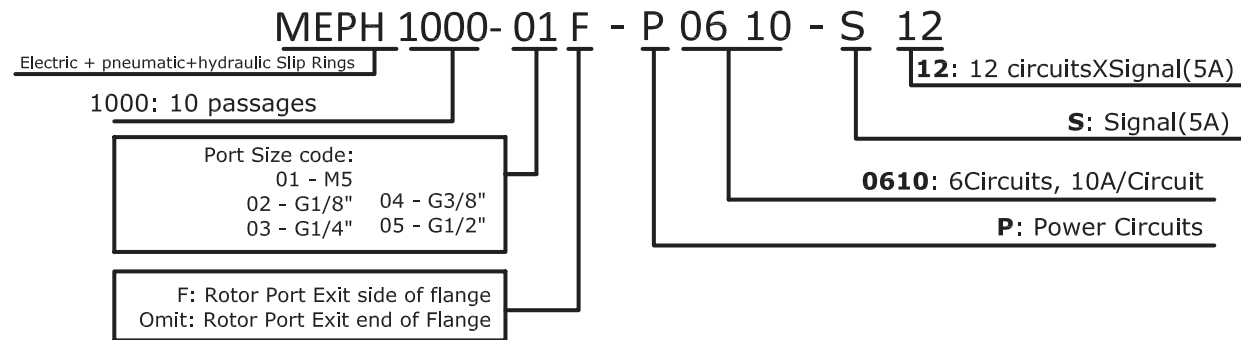 MEPH 1000-01 F - P 06 10 - S 12
Electric + pneumatic+hydraulic Slip Rings
12: 12 circuitsXSignal(5A)
1000: 10 passages
S: Signal(5A)
Port Size code:
01 - M5
02 - G1/8" 04 - G3/8"
03 - G1/4" 05 - G1/2"
0610: 6Circuits, 10A/Circuit
P: Power Circuits
F: Rotor Port Exit side of flange
Omit: Rotor Port Exit end of Flange